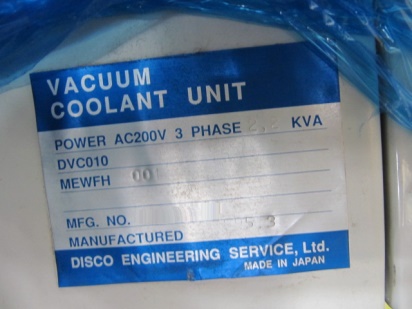 VACUUM
COOLANT UNIT
POWER AC200V 3 PHASE KVA
DVC010
MEWFH
MFG. NO.
MANUFACTURED
DISCO ENGINEERING SERVICE, Ltd.
MADE IN JAPAN